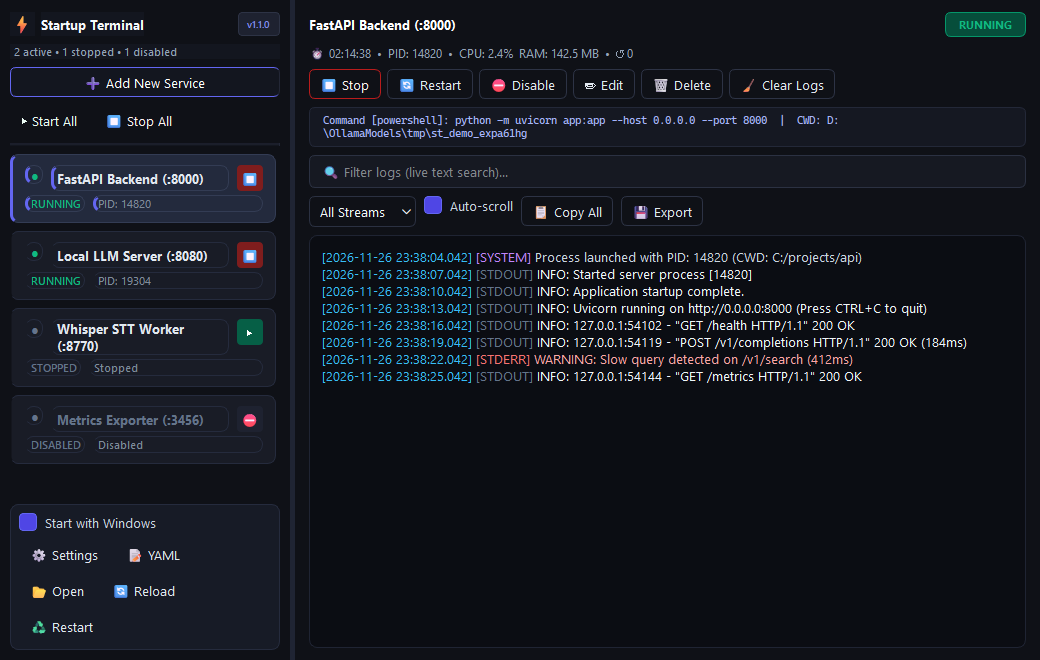 Startup Terminal
v1.1.0
2 active • 1 stopped • 1 disabled
Add New Service
Start All
Stop All
FastAPI Backend (:8000)
RUNNING
PID: 14820
Local LLM Server (:8080)
RUNNING
PID: 19304
Whisper STT Worker
(:8770)
STOPPED
Stopped
Metrics Exporter (:3456)
DISABLED
Disabled
Start with Windows
Settings
YAML
Open
Reload
Restart
FastAPI Backend (:8000)
RUNNING
02:14:38 • PID: 14820 • CPU: 2.4% RAM: 142.5 MB • ↺ 0
Stop
Restart
Disable
Edit
Delete
Clear Logs
Command [powershell]: python -m uvicorn app:app --host 0.0.0.0 --port 8000 | CWD: D:
\OllamaModels\tmp\st_demo_expa61hg
Filter logs (live text search)...
All Streams
Auto-scroll
Copy All
Export
[2026-11-26 23:38:04.042] [SYSTEM] Process launched with PID: 14820 (CWD: C:/projects/api)
[2026-11-26 23:38:07.042] [STDOUT] INFO: Started server process [14820]
[2026-11-26 23:38:10.042] [STDOUT] INFO: Application startup complete.
[2026-11-26 23:38:13.042] [STDOUT] INFO: Uvicorn running on http://0.0.0.0:8000 (Press CTRL+C to quit)
[2026-11-26 23:38:16.042] [STDOUT] INFO: 127.0.0.1:54102 - "GET /health HTTP/1.1" 200 OK
[2026-11-26 23:38:19.042] [STDOUT] INFO: 127.0.0.1:54119 - "POST /v1/completions HTTP/1.1" 200 OK (184ms)
[2026-11-26 23:38:22.042] [STDERR] WARNING: Slow query detected on /v1/search (412ms)
[2026-11-26 23:38:25.042] [STDOUT] INFO: 127.0.0.1:54144 - "GET /metrics HTTP/1.1" 200 OK